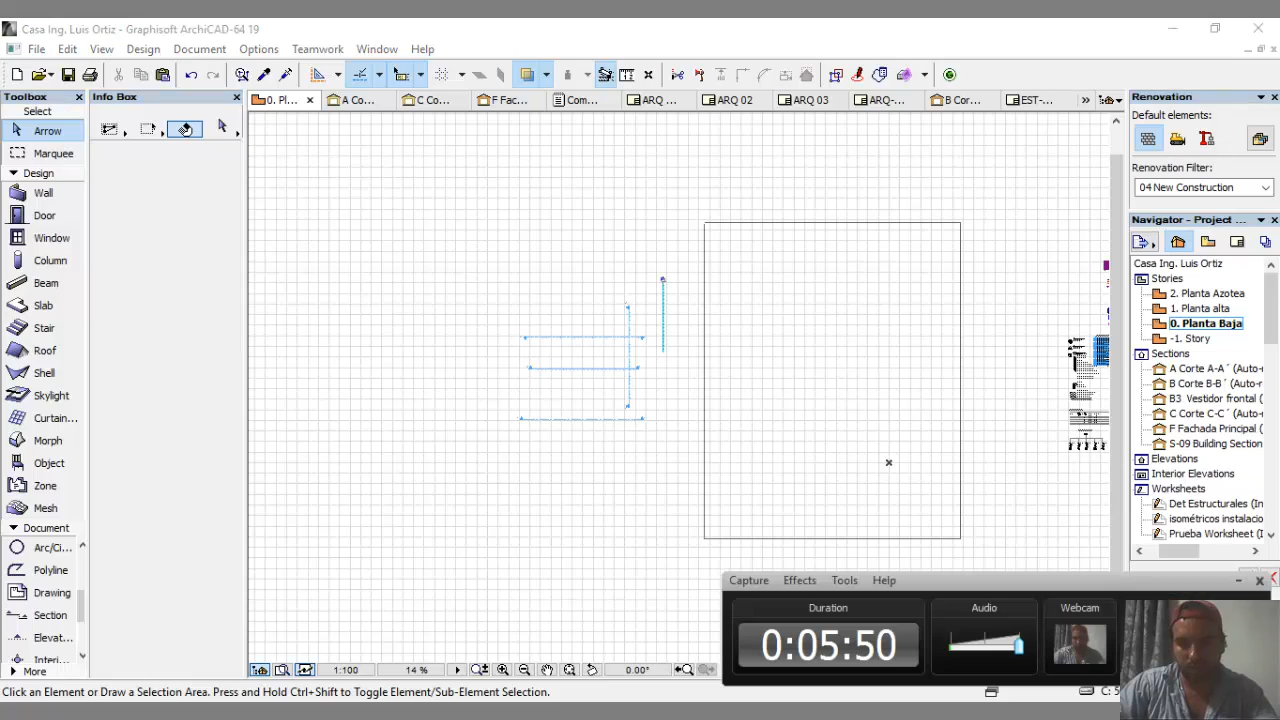 Casa Ing. Luis Ortiz - Graphisoft ArchiCAD-64 19
File Edit View Design Document Options Teamwork Window Help
Toolbox
Info Box
0. Pl... A Co... C Co... F Fac... Com... ARQ ... ARQ 02 ARQ 03 ARQ-... B Cor... EST-...
Select
Arrow
Marquee
Design
Wall
Door
Window
Column
Beam
Slab
Stair
Roof
Shell
Skylight
Curtain...
Morph
Object
Zone
Mesh
Document
Arc/Ci...
Polyline
Drawing
Section
Elevat...
Interi...
More
Renovation
Default elements:
Renovation Filter:
04 New Construction
Navigator - Project ...
Casa Ing. Luis Ortiz
Stories
2. Planta Azotea
1. Planta alta
0. Planta Baja
-1. Story
Sections
A Corte A-A´ (Auto-r
B Corte B-B´ (Auto-r
B3 Vestidor frontal (
C Corte C-C´ (Auto-r
F Fachada Principal (
S-09 Building Section
Elevations
Interior Elevations
Worksheets
Det Estructurales (In
isométricos instalacio
Prueba Worksheet (I
Capture Effects Tools Help
Duration
0:05:50
Audio
Webcam
1:100 14 % 0.00°
Click an Element or Draw a Selection Area. Press and Hold Ctrl+Shift to Toggle Element/Sub-Element Selection.
C: 5